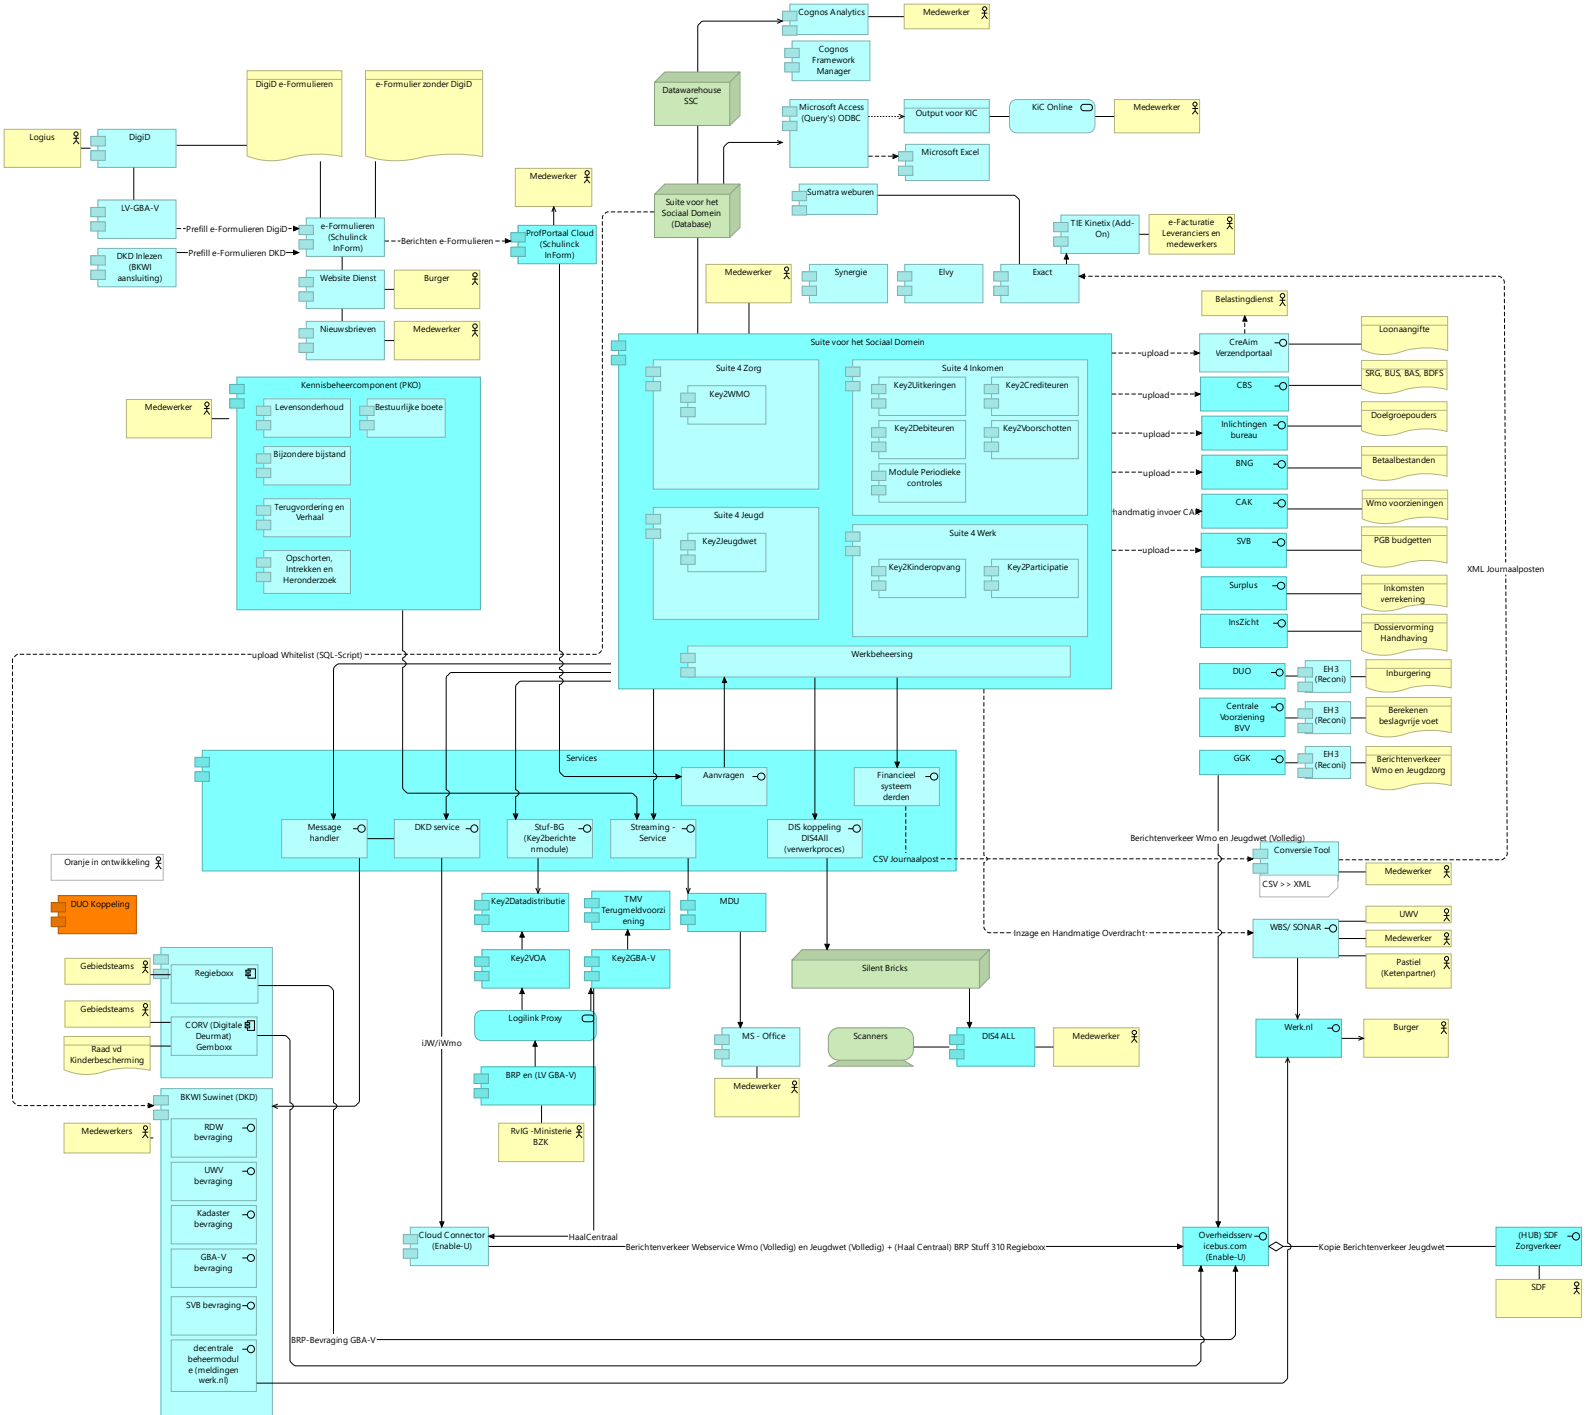 Cognos Analytics
Medewerker
Cognos
Framework
Manager
Datawarehouse
SSC
DigiD e-Formulieren
e-Formulier zonder DigiD
Microsoft Access
(Query's) ODBC
Output voor KIC
KiC Online
Medewerker
Logius
DigiD
Microsoft Excel
Medewerker
Suite voor het
Sociaal Domein
(Database)
Sumatra weburen
LV-GBA-V
Prefill e-Formulieren DigiD
e-Formulieren
(Schulinck
InForm)
Berichten e-Formulieren
ProfPortaal Cloud
(Schulinck
InForm)
TIE Kinetix (Add-
On)
e-Facturatie
Leveranciers en
medewerkers
DKD Inlezen
(BKWI
aansluiting)
Prefill e-Formulieren DKD
Website Dienst
Burger
Medewerker
Synergie
Elvy
Exact
Nieuwsbrieven
Medewerker
Belastingdienst
Suite voor het Sociaal Domein
upload
CreAim
Verzendportaal
Loonaangifte
Suite 4 Zorg
Key2WMO
Suite 4 Inkomen
Key2Uitkeringen
Key2Crediteuren
Key2Debiteuren
Key2Voorschotten
Module Periodieke
controles
upload
CBS
SRG, BUS, BAS, BDFS
Kennisbeheercomponent (PKO)
Medewerker
Levensonderhoud
Bestuurlijke boete
Bijzondere bijstand
Terugvordering en
Verhaal
Opschorten,
Intrekken en
Heronderzoek
upload
Inlichtingen
bureau
Doelgroepouders
upload
BNG
Betaalbestanden
handmatig invoer CAK
CAK
Wmo voorzieningen
Suite 4 Jeugd
Key2Jeugdwet
Suite 4 Werk
Key2Kinderopvang
Key2Participatie
upload
SVB
PGB budgetten
XML Journaalposten
Surplus
Inkomsten
verrekening
InsZicht
Dossiervorming
Handhaving
upload Whitelist (SQL-Script)
Werkbeheersing
DUO
EH3
(Reconi)
Inburgering
Centrale
Voorziening
BVV
EH3
(Reconi)
Berekenen
beslagvrije voet
GGK
EH3
(Reconi)
Berichtenverkeer
Wmo en Jeugdzorg
Services
Aanvragen
Financieel
systeem
derden
Message
handler
DKD service
Stuf-BG
(Key2berichte
nmodule)
Streaming -
Service
DIS koppeling
DIS4All
(verwerkproces)
CSV Journaalpost
Berichtenverkeer Wmo en Jeugdwet (Volledig)
Conversie Tool
CSV >> XML
Medewerker
Oranje in ontwikkeling
DUO Koppeling
Key2Datadistributie
TMV
Terugmeldvoorzi
ening
MDU
Inzage en Handmatige Overdracht
WBS/ SONAR
UWV
Medewerker
Pastiel
(Ketenpartner)
Gebiedsteams
Regieboxx
Key2VOA
Key2GBA-V
Silent Bricks
Gebiedsteams
CORV (Digitale
Deurmat)
Gemboxx
Raad vd
Kinderbescherming
Logilink Proxy
iJW/iWmo
MS - Office
Medewerker
Scanners
DIS4 ALL
Medewerker
Werk.nl
Burger
BRP en (LV GBA-V)
RvIG -Ministerie
BZK
BKWI Suwinet (DKD)
Medewerkers
RDW
bevraging
UWV
bevraging
Kadaster
bevraging
GBA-V
bevraging
SVB bevraging
decentrale
beheermodul
e (meldingen
werk.nl)
Cloud Connector
(Enable-U)
HaalCentraal
Berichtenverkeer Webservice Wmo (Volledig) en Jeugdwet (Volledig) + (Haal Centraal) BRP Stuff 310 Regieboxx
Overheidsserv
icebus.com
(Enable-U)
Kopie Berichtenverkeer Jeugdwet
(HUB) SDF
Zorgverkeer
SDF
BRP-Bevraging GBA-V